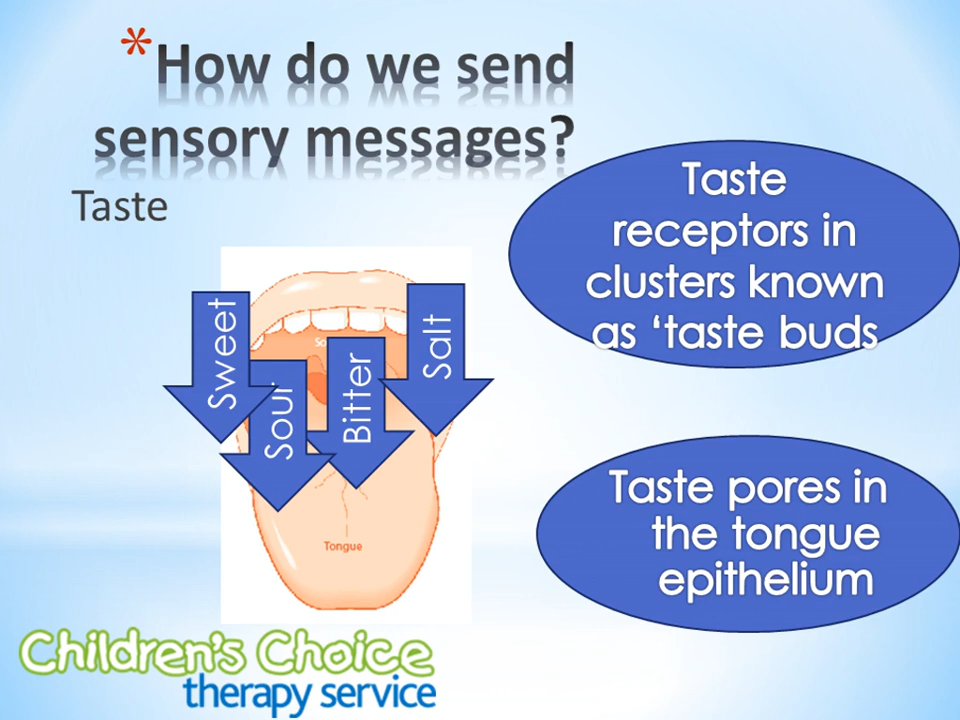 *How do we send
sensory messages?
Taste
Taste
receptors in
clusters known
as ‘taste buds
Sweet
Sour
Bitter
Salt
Tongue
Taste pores in
the tongue
epithelium
Children's Choice
therapy service